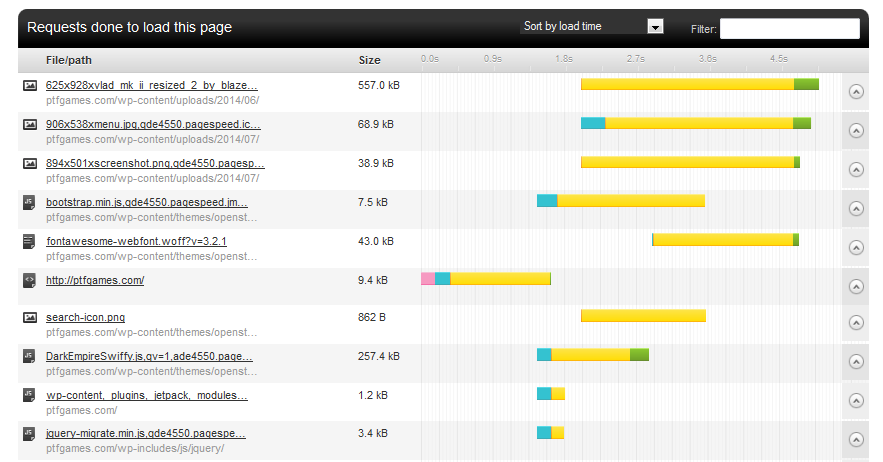 Requests done to load this page
Sort by load time
Filter:
File/path Size 0.0s 0.9s 1.8s 2.7s 3.6s 4.5s
625x928xvlad_mk_ii_resized_2_by_blaze... 557.0 kB
ptfgames.com/wp-content/uploads/2014/06/
906x538xmenu.jpg,qde4550.pagespeed.ic... 68.9 kB
ptfgames.com/wp-content/uploads/2014/07/
894x501xscreenshot.png,qde4550.pagesp... 38.9 kB
ptfgames.com/wp-content/uploads/2014/07/
JS bootstrap.min.js,qde4550.pagespeed.jm... 7.5 kB
ptfgames.com/wp-content/themes/openst...
fontawesome-webfont.woff?v=3.2.1 43.0 kB
ptfgames.com/wp-content/themes/openst...
<> http://ptfgames.com/ 9.4 kB
search-icon.png 862 B
ptfgames.com/wp-content/themes/openst...
JS DarkEmpireSwiffy.js,qv=1,ade4550.page... 257.4 kB
ptfgames.com/wp-content/themes/openst...
JS wp-content,_plugins,_jetpack,_modules... 1.2 kB
ptfgames.com/
JS jquery-migrate.min.js,qde4550.pagespe... 3.4 kB
ptfgames.com/wp-includes/js/jquery/